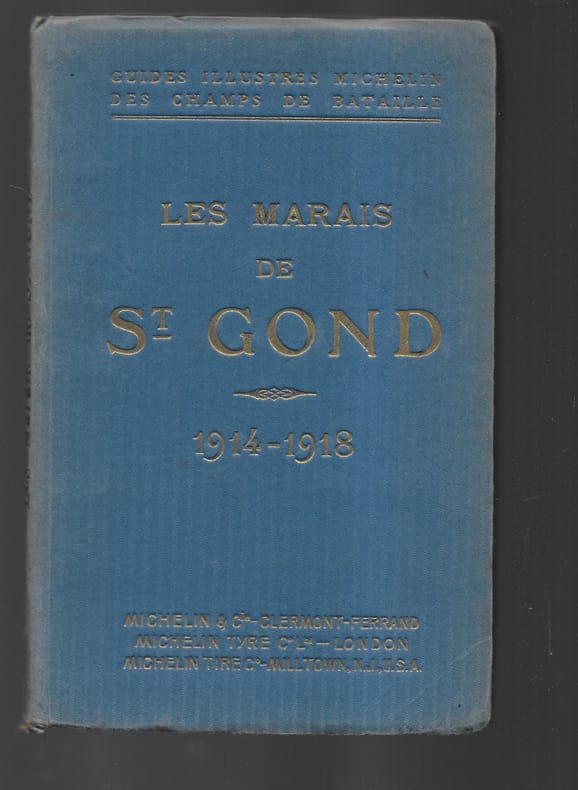 GUIDES ILLUSTRÉS MICHELIN
DES CHAMPS DE BATAILLE
LES MARAIS
DE
ST GOND
1914-1918
MICHELIN & Cie-CLERMONT-FERRAND
MICHELIN TYRE Co Ld — LONDON
MICHELIN TIRE Co-MILLTOWN, N.J., U.S.A.